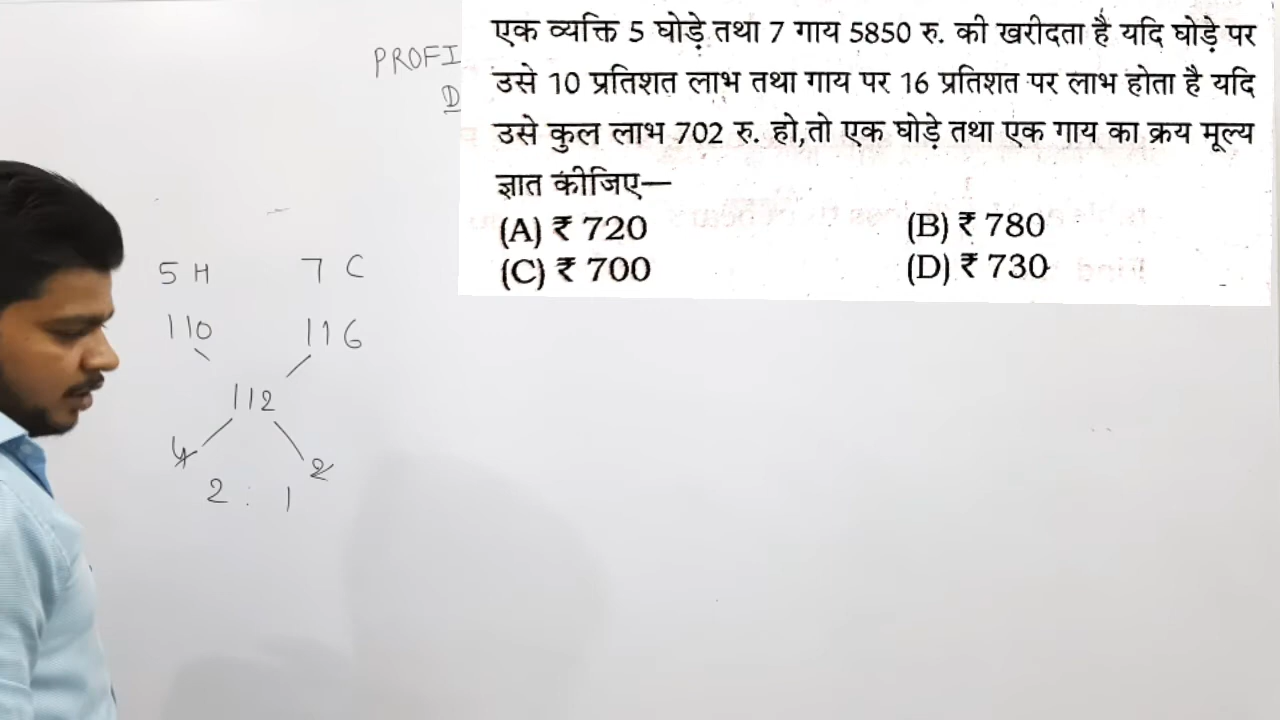 PROFI
D
एक व्यक्ति 5 घोड़े तथा 7 गाय 5850 रु. की खरीदता है यदि घोड़े पर
उसे 10 प्रतिशत लाभ तथा गाय पर 16 प्रतिशत पर लाभ होता है यदि
उसे कुल लाभ 702 रु. हो,तो एक घोड़े तथा एक गाय का क्रय मूल्य
ज्ञात कीजिए—
(A) ₹ 720 (B) ₹ 780
(C) ₹ 700 (D) ₹ 730
5 H 7 C
110 116
112
4 2
2 : 1